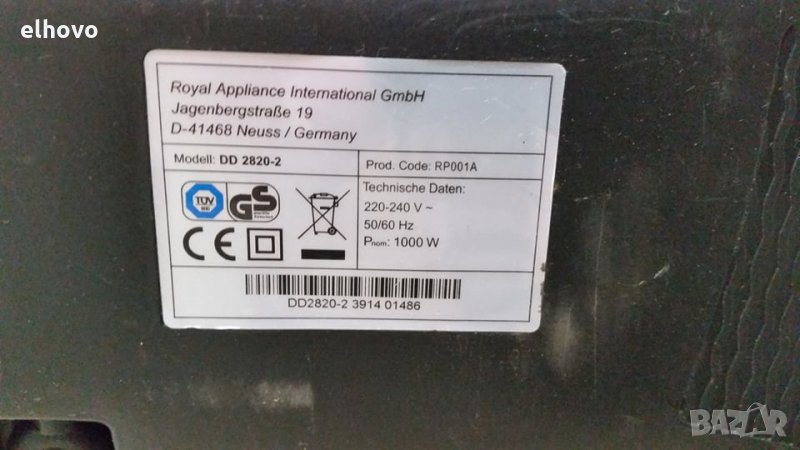 elhovo
Royal Appliance International GmbH
Jagenbergstraße 19
D-41468 Neuss / Germany
Modell: DD 2820-2
Prod. Code: RP001A
Technische Daten:
220-240 V ~
50/60 Hz
Pnom: 1000 W
TÜV
GS
CE
DD2820-2 3914 01486
BAZAR